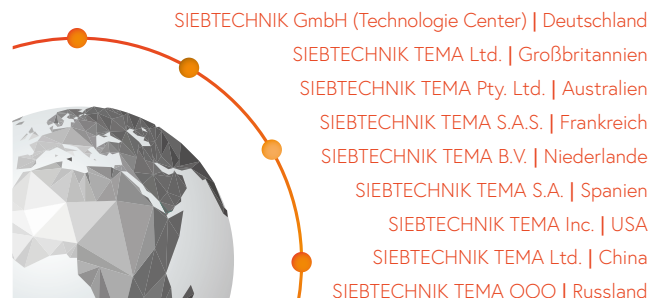 SIEBTECHNIK GmbH (Technologie Center) | Deutschland
SIEBTECHNIK TEMA Ltd. | Großbritannien
SIEBTECHNIK TEMA Pty. Ltd. | Australien
SIEBTECHNIK TEMA S.A.S. | Frankreich
SIEBTECHNIK TEMA B.V. | Niederlande
SIEBTECHNIK TEMA S.A. | Spanien
SIEBTECHNIK TEMA Inc. | USA
SIEBTECHNIK TEMA Ltd. | China
SIEBTECHNIK TEMA OOO | Russland